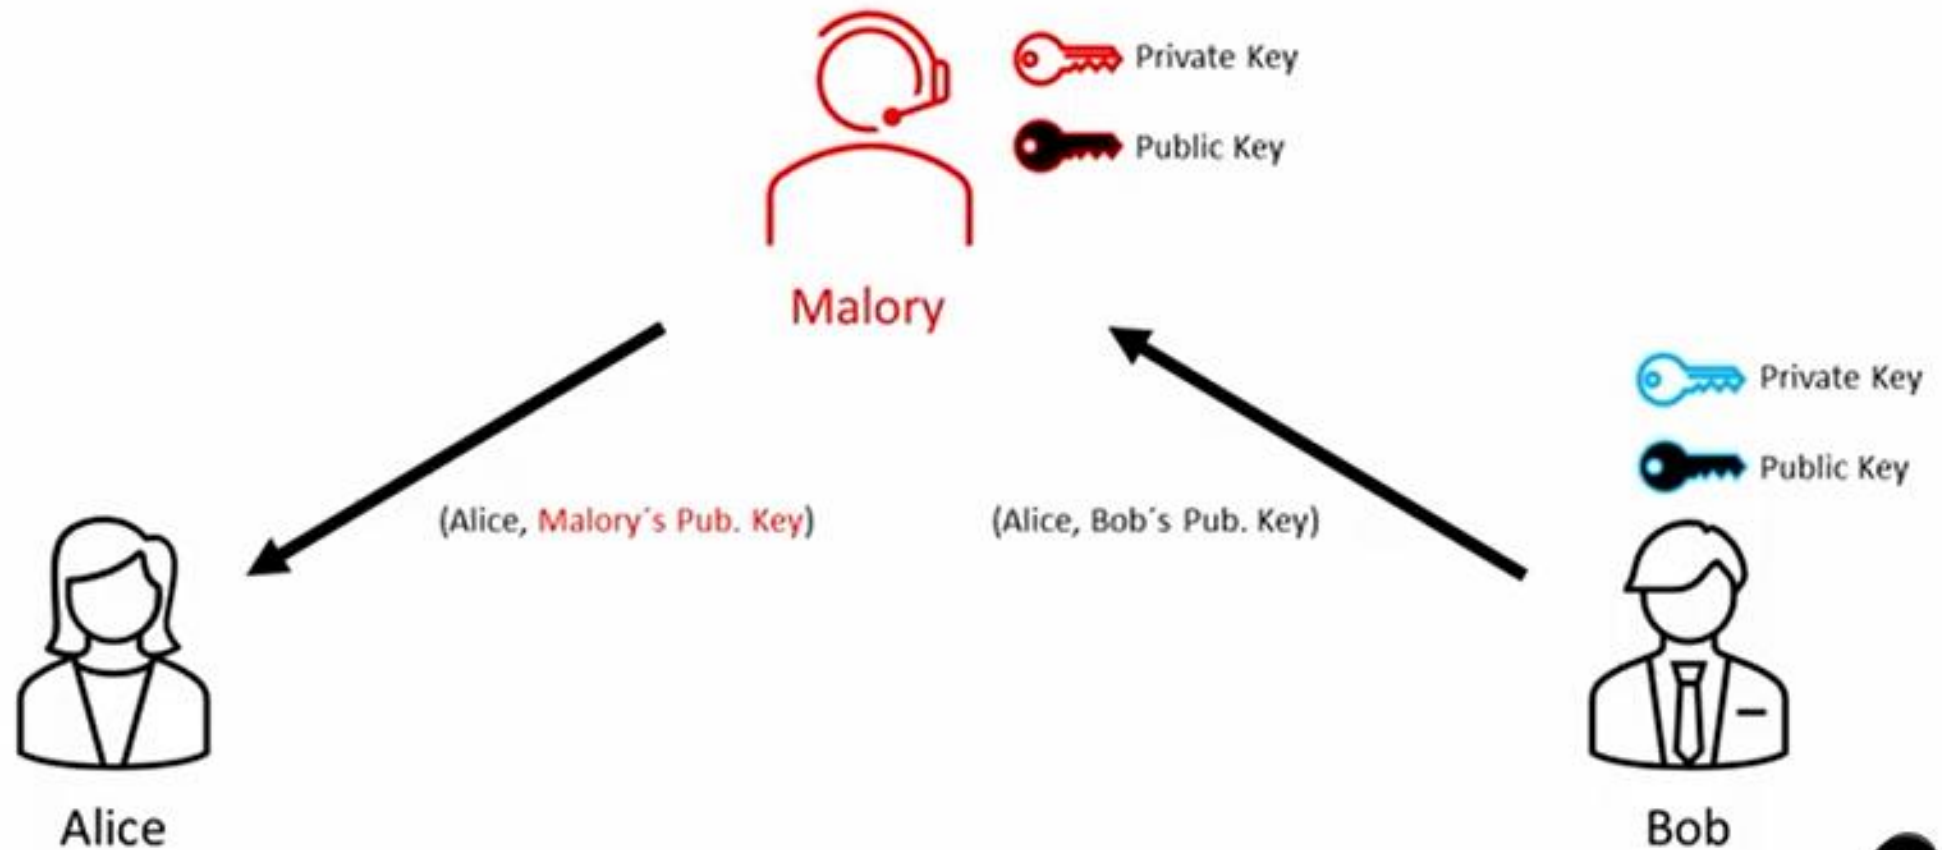 Private Key
Public Key
Malory
Private Key
Public Key
(Alice, Malory´s Pub. Key)
(Alice, Bob´s Pub. Key)
Alice
Bob